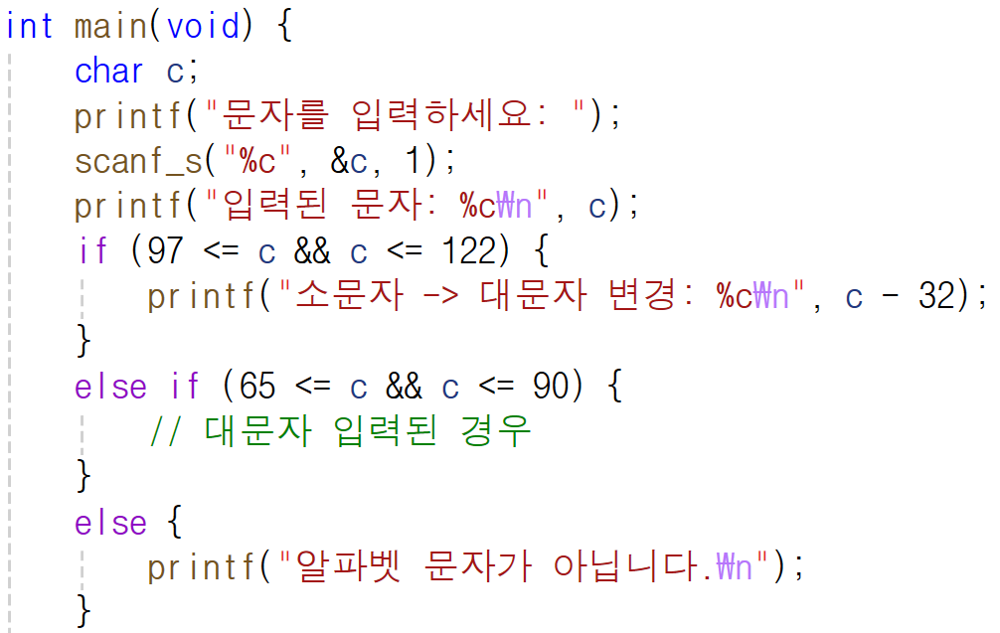 int main(void) {
    char c;
    printf("문자를 입력하세요: ");
    scanf_s("%c", &c, 1);
    printf("입력된 문자: %c₩n", c);
    if (97 <= c && c <= 122) {
        printf("소문자 -> 대문자 변경: %c₩n", c - 32);
    }
    else if (65 <= c && c <= 90) {
        // 대문자 입력된 경우
    }
    else {
        printf("알파벳 문자가 아닙니다.₩n");
    }